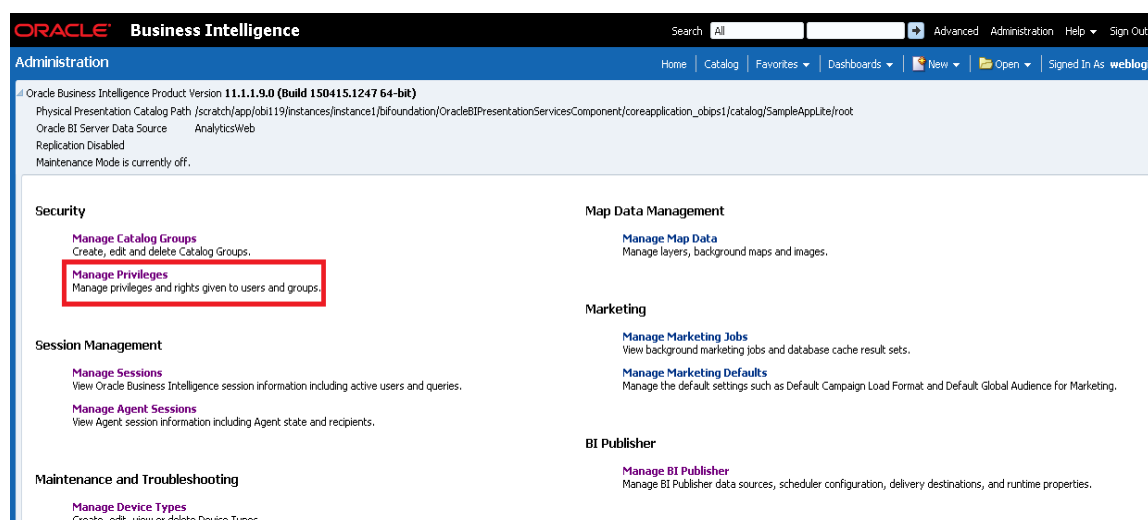 ORACLE Business Intelligence
Search All Advanced Administration Help Sign Out
Administration
Home Catalog Favorites Dashboards New Open Signed In As weblogi
Oracle Business Intelligence Product Version 11.1.1.9.0 (Build 150415.1247 64-bit)
Physical Presentation Catalog Path /scratch/app/obi119/instances/instance1/bifoundation/OracleBIPresentationServicesComponent/coreapplication_obips1/catalog/SampleAppLite/root
Oracle BI Server Data Source AnalyticsWeb
Replication Disabled
Maintenance Mode is currently off.
Security
Manage Catalog Groups
Create, edit and delete Catalog Groups.
Manage Privileges
Manage privileges and rights given to users and groups.
Session Management
Manage Sessions
View Oracle Business Intelligence session information including active users and queries.
Manage Agent Sessions
View Agent session information including Agent state and recipients.
Maintenance and Troubleshooting
Manage Device Types
Create, edit, view or delete Device Types.
Map Data Management
Manage Map Data
Manage layers, background maps and images.
Marketing
Manage Marketing Jobs
View background marketing jobs and database cache result sets.
Manage Marketing Defaults
Manage the default settings such as Default Campaign Load Format and Default Global Audience for Marketing.
BI Publisher
Manage BI Publisher
Manage BI Publisher data sources, scheduler configuration, delivery destinations, and runtime properties.